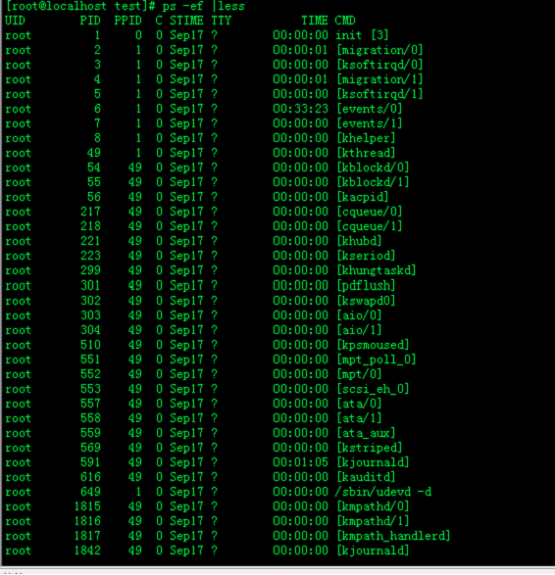 [root@localhost test]# ps -ef |less
UID PID PPID C STIME TTY TIME CMD
root 1 0 0 Sep17 ? 00:00:00 init [3]
root 2 1 0 Sep17 ? 00:00:01 [migration/0]
root 3 1 0 Sep17 ? 00:00:00 [ksoftirqd/0]
root 4 1 0 Sep17 ? 00:00:01 [migration/1]
root 5 1 0 Sep17 ? 00:00:00 [ksoftirqd/1]
root 6 1 0 Sep17 ? 00:33:23 [events/0]
root 7 1 0 Sep17 ? 00:00:00 [events/1]
root 8 1 0 Sep17 ? 00:00:00 [khelper]
root 49 1 0 Sep17 ? 00:00:00 [kthread]
root 54 49 0 Sep17 ? 00:00:00 [kblockd/0]
root 55 49 0 Sep17 ? 00:00:00 [kblockd/1]
root 56 49 0 Sep17 ? 00:00:00 [kacpid]
root 217 49 0 Sep17 ? 00:00:00 [cqueue/0]
root 218 49 0 Sep17 ? 00:00:00 [cqueue/1]
root 221 49 0 Sep17 ? 00:00:00 [khubd]
root 223 49 0 Sep17 ? 00:00:00 [kseriod]
root 299 49 0 Sep17 ? 00:00:00 [khungtaskd]
root 301 49 0 Sep17 ? 00:00:00 [pdflush]
root 302 49 0 Sep17 ? 00:00:00 [kswapd0]
root 303 49 0 Sep17 ? 00:00:00 [aio/0]
root 304 49 0 Sep17 ? 00:00:00 [aio/1]
root 510 49 0 Sep17 ? 00:00:00 [kpsmoused]
root 551 49 0 Sep17 ? 00:00:00 [mpt_poll_0]
root 552 49 0 Sep17 ? 00:00:00 [mpt/0]
root 553 49 0 Sep17 ? 00:00:00 [scsi_eh_0]
root 557 49 0 Sep17 ? 00:00:00 [ata/0]
root 558 49 0 Sep17 ? 00:00:00 [ata/1]
root 559 49 0 Sep17 ? 00:00:00 [ata_aux]
root 569 49 0 Sep17 ? 00:00:00 [kstriped]
root 591 49 0 Sep17 ? 00:01:05 [kjournald]
root 616 49 0 Sep17 ? 00:00:00 [kauditd]
root 649 1 0 Sep17 ? 00:00:00 /sbin/udevd -d
root 1815 49 0 Sep17 ? 00:00:00 [kmpathd/0]
root 1816 49 0 Sep17 ? 00:00:00 [kmpathd/1]
root 1817 49 0 Sep17 ? 00:00:00 [kmpath_handlerd]
root 1842 49 0 Sep17 ? 00:00:00 [kjournald]